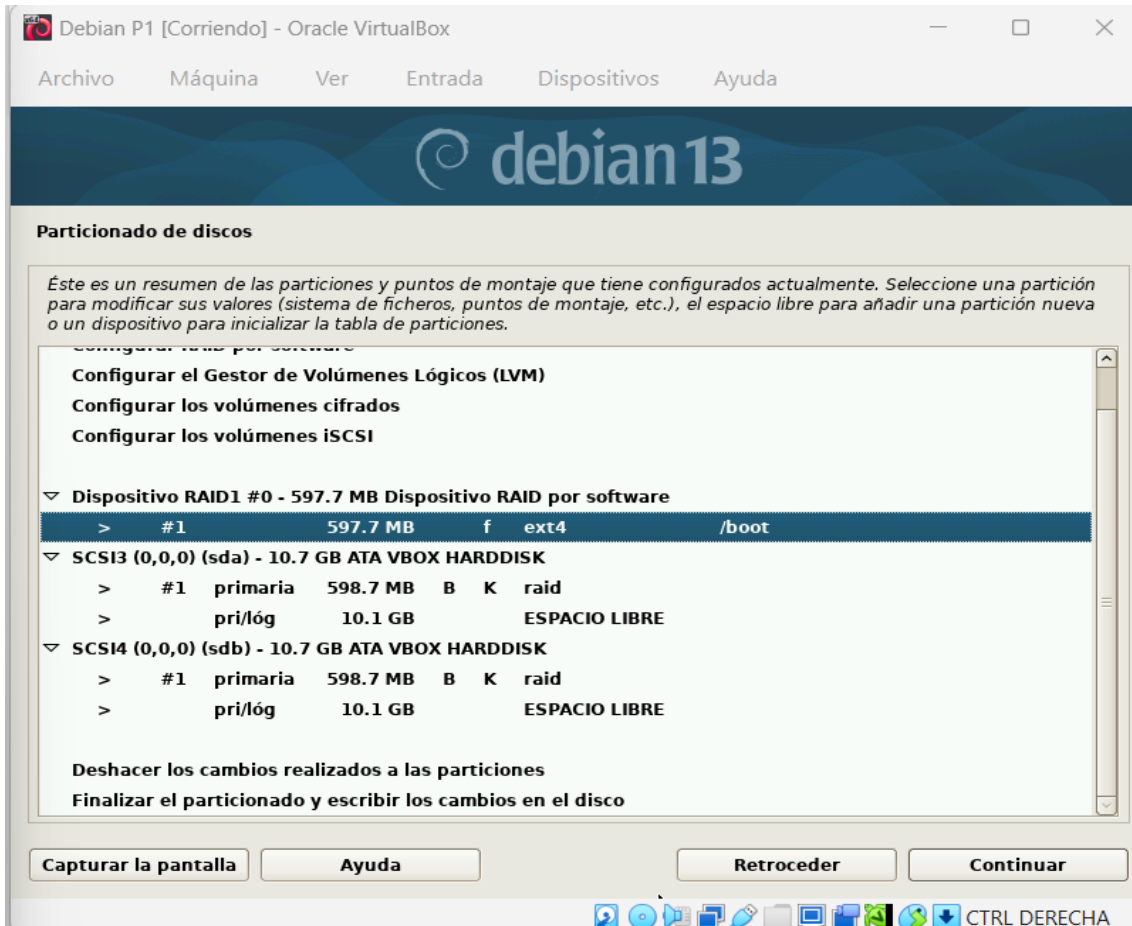 Debian P1 [Corriendo] - Oracle VirtualBox
Archivo Máquina Ver Entrada Dispositivos Ayuda
debian 13
Particionado de discos
Éste es un resumen de las particiones y puntos de montaje que tiene configurados actualmente. Seleccione una partición
para modificar sus valores (sistema de ficheros, puntos de montaje, etc.), el espacio libre para añadir una partición nueva
o un dispositivo para inicializar la tabla de particiones.
Configurar RAID por software
Configurar el Gestor de Volúmenes Lógicos (LVM)
Configurar los volúmenes cifrados
Configurar los volúmenes iSCSI
Dispositivo RAID1 #0 - 597.7 MB Dispositivo RAID por software
> #1 597.7 MB f ext4 /boot
SCSI3 (0,0,0) (sda) - 10.7 GB ATA VBOX HARDDISK
> #1 primaria 598.7 MB B K raid
> pri/lóg 10.1 GB ESPACIO LIBRE
SCSI4 (0,0,0) (sdb) - 10.7 GB ATA VBOX HARDDISK
> #1 primaria 598.7 MB B K raid
> pri/lóg 10.1 GB ESPACIO LIBRE
Deshacer los cambios realizados a las particiones
Finalizar el particionado y escribir los cambios en el disco
Capturar la pantalla Ayuda Retroceder Continuar
CTRL DERECHA